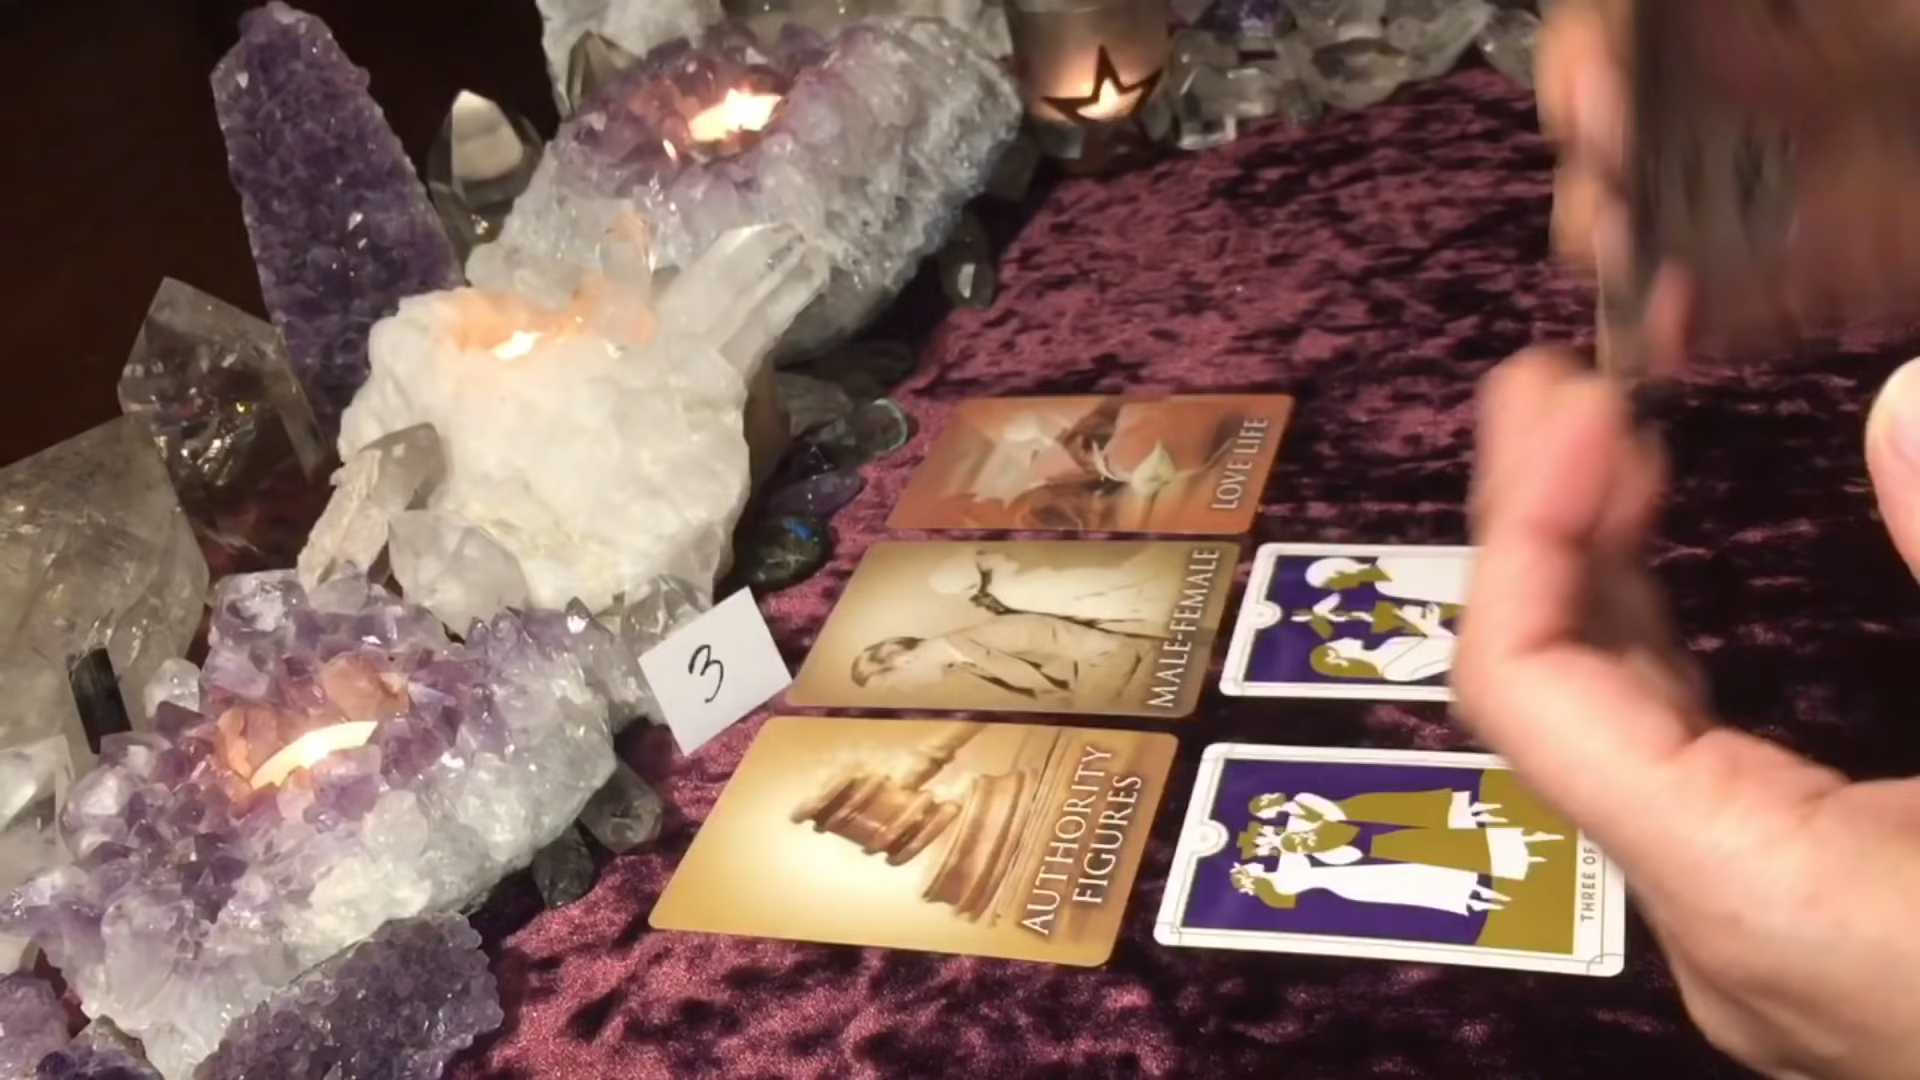 LOVE LIFE
MALE-FEMALE
3
AUTHORITY
FIGURES
THREE OF